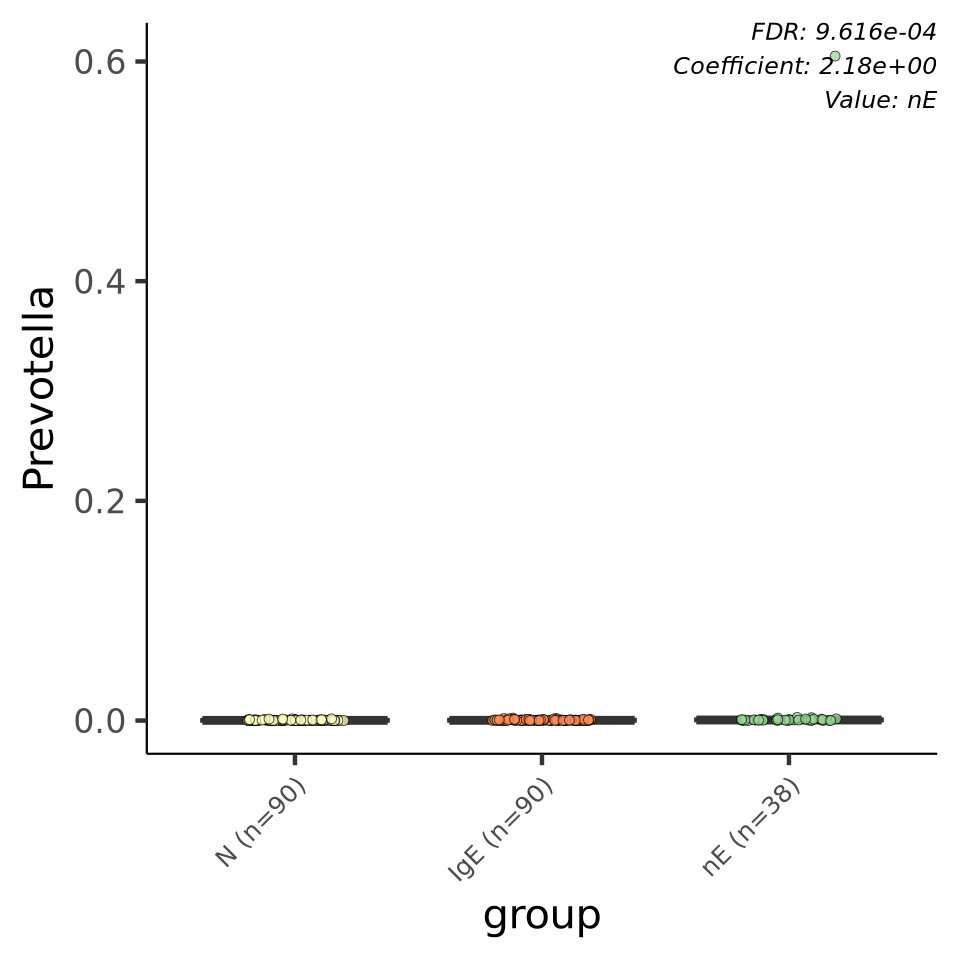 FDR: 9.616e-04
Coefficient: 2.18e+00
Value: nE
0.6
0.4
0.2
0.0
Prevotella
N (n=90)
IgE (n=90)
nE (n=38)
group